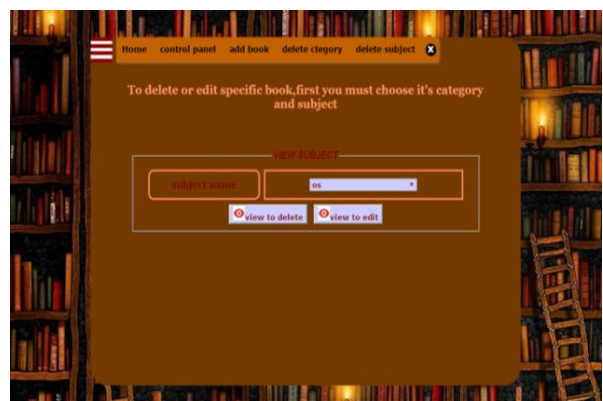 Home control panel add book delete ctegory delete subject X
To delete or edit specific book,first you must choose it's category
and subject
VIEW SUBJECT
subject name os
view to delete view to edit